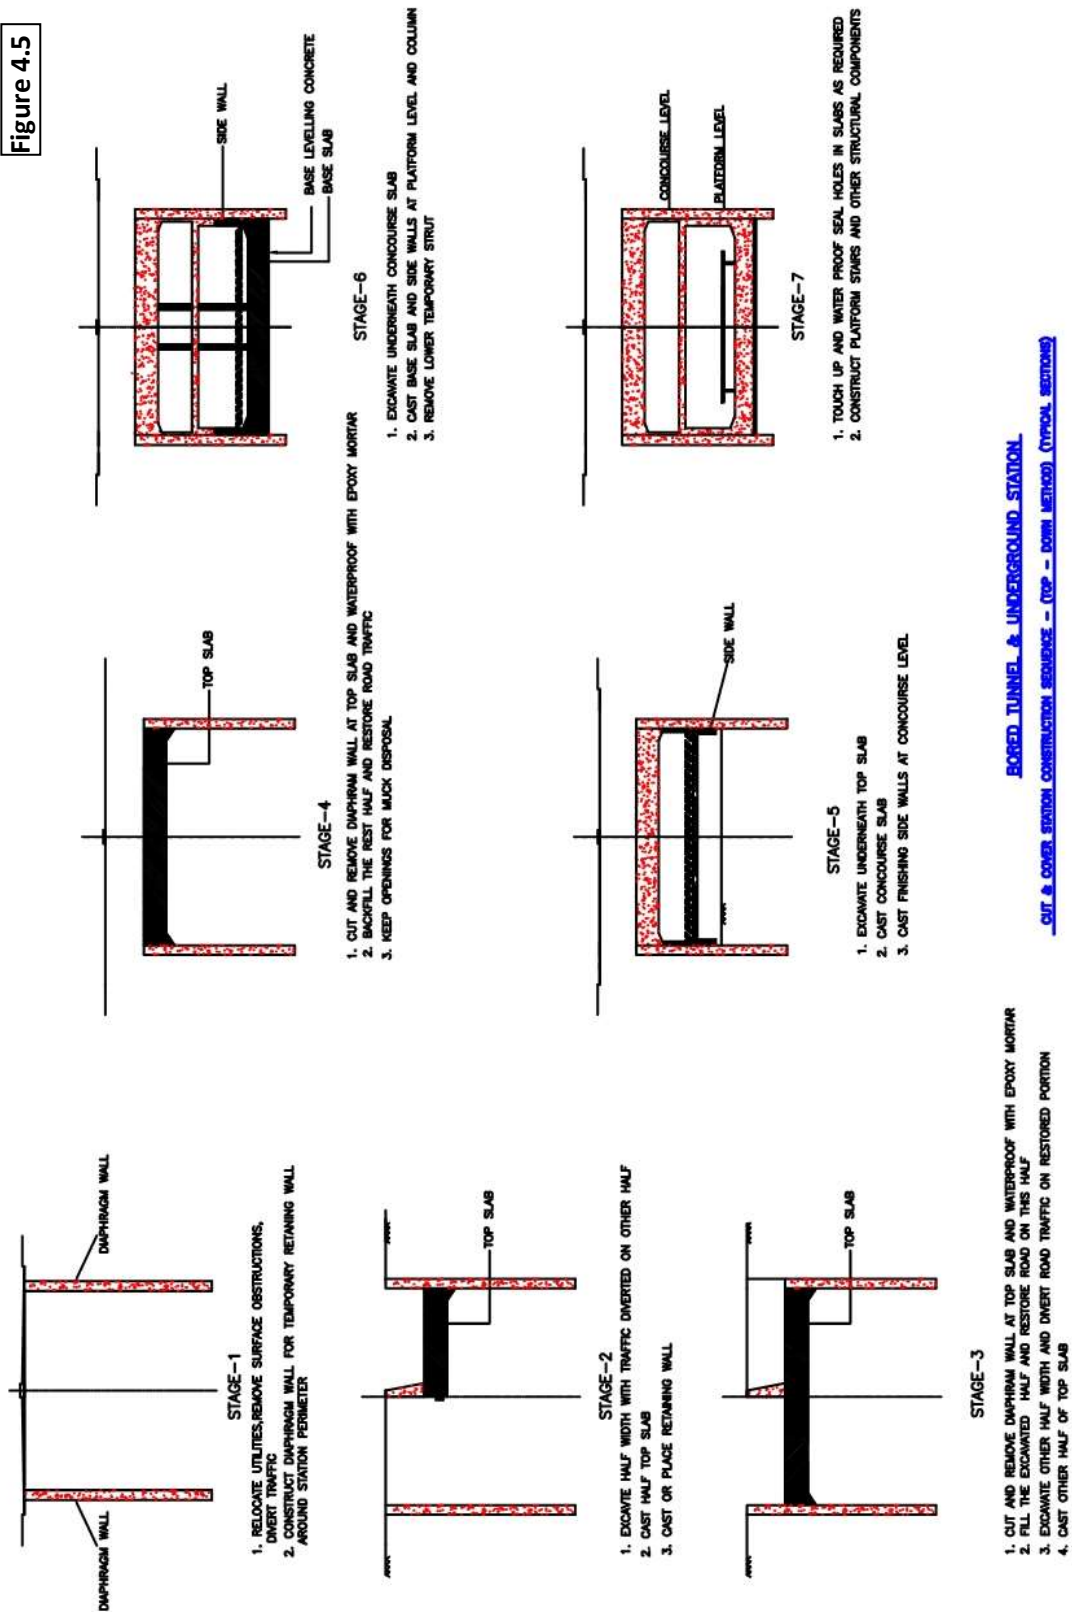 Figure 4.5
DIAPHRAGM WALL
DIAPHRAGM WALL
STAGE-1
1. RELOCATE UTILITIES,REMOVE SURFACE OBSTRUCTIONS,
DIVERT TRAFFIC
2. CONSTRUCT DIAPHRAGM WALL FOR TEMPORARY RETANING WALL
AROUND STATION PERIMETER
TOP SLAB
STAGE-2
1. EXCAVTE HALF WIDTH WITH TRAFFIC DIVERTED ON OTHER HALF
2. CAST HALF TOP SLAB
3. CAST OR PLACE RETAINING WALL
TOP SLAB
STAGE-3
1. CUT AND REMOVE DIAPHRAM WALL AT TOP SLAB AND WATERPROOF WITH EPOXY MORTAR
2. FILL THE EXCAVATED HALF AND RESTORE ROAD ON THIS HALF
3. EXCAVATE OTHER HALF WIDTH AND DIVERT ROAD TRAFFIC ON RESTORED PORTION
4. CAST OTHER HALF OF TOP SLAB
TOP SLAB
STAGE-4
1. CUT AND REMOVE DIAPHRAM WALL AT TOP SLAB AND WATERPROOF WITH EPOXY MORTAR
2. BACKFILL THE REST HALF AND RESTORE ROAD TRAFFIC
3. KEEP OPENINGS FOR MUCK DISPOSAL
SIDE WALL
STAGE-5
1. EXCAVATE UNDERNEATH TOP SLAB
2. CAST CONCOURSE SLAB
3. CAST FINISHING SIDE WALLS AT CONCOURSE LEVEL
SIDE WALL
BASE LEVELLING CONCRETE
BASE SLAB
STAGE-6
1. EXCAVATE UNDERNEATH CONCOURSE SLAB
2. CAST BASE SLAB AND SIDE WALLS AT PLATFORM LEVEL AND COLUMN
3. REMOVE LOWER TEMPORARY STRUT
CONCOURSE LEVEL
PLATFORM LEVEL
STAGE-7
1. TOUCH UP AND WATER PROOF SEAL HOLES IN SLABS AS REQUIRED
2. CONSTRUCT PLATFORM STAIRS AND OTHER STRUCTURAL COMPONENTS
BORED TUNNEL & UNDERGROUND STATION
CUT & COVER STATION CONSTRUCTION SEQUENCE - (TOP - DOWN METHOD) (TYPICAL SECTIONS)